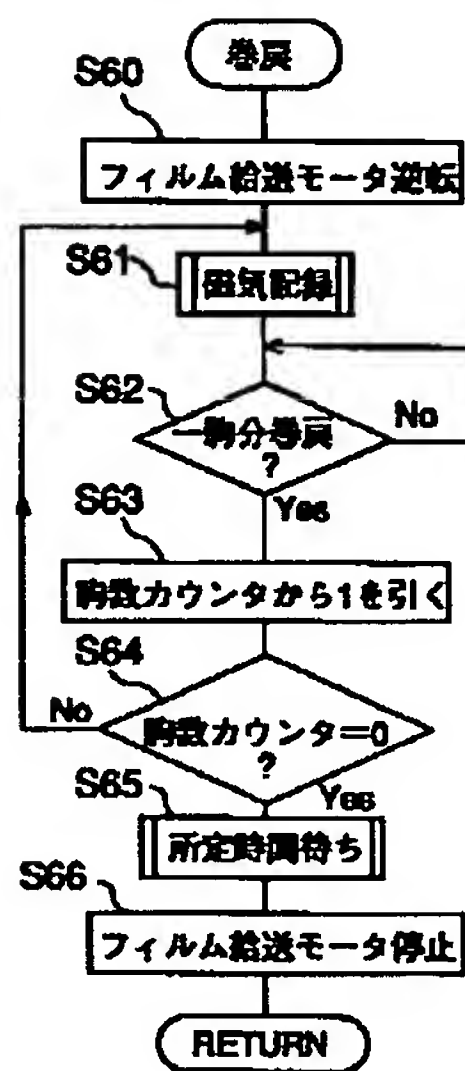 巻戻
S60
フィルム給送モータ逆転
S61
磁気記録
S62
一駒分巻戻
?
No
Yes
S63
駒数カウンタから1を引く
S64
駒数カウンタ=0
?
No
Yes
S65
所定時間待ち
S66
フィルム給送モータ停止
RETURN